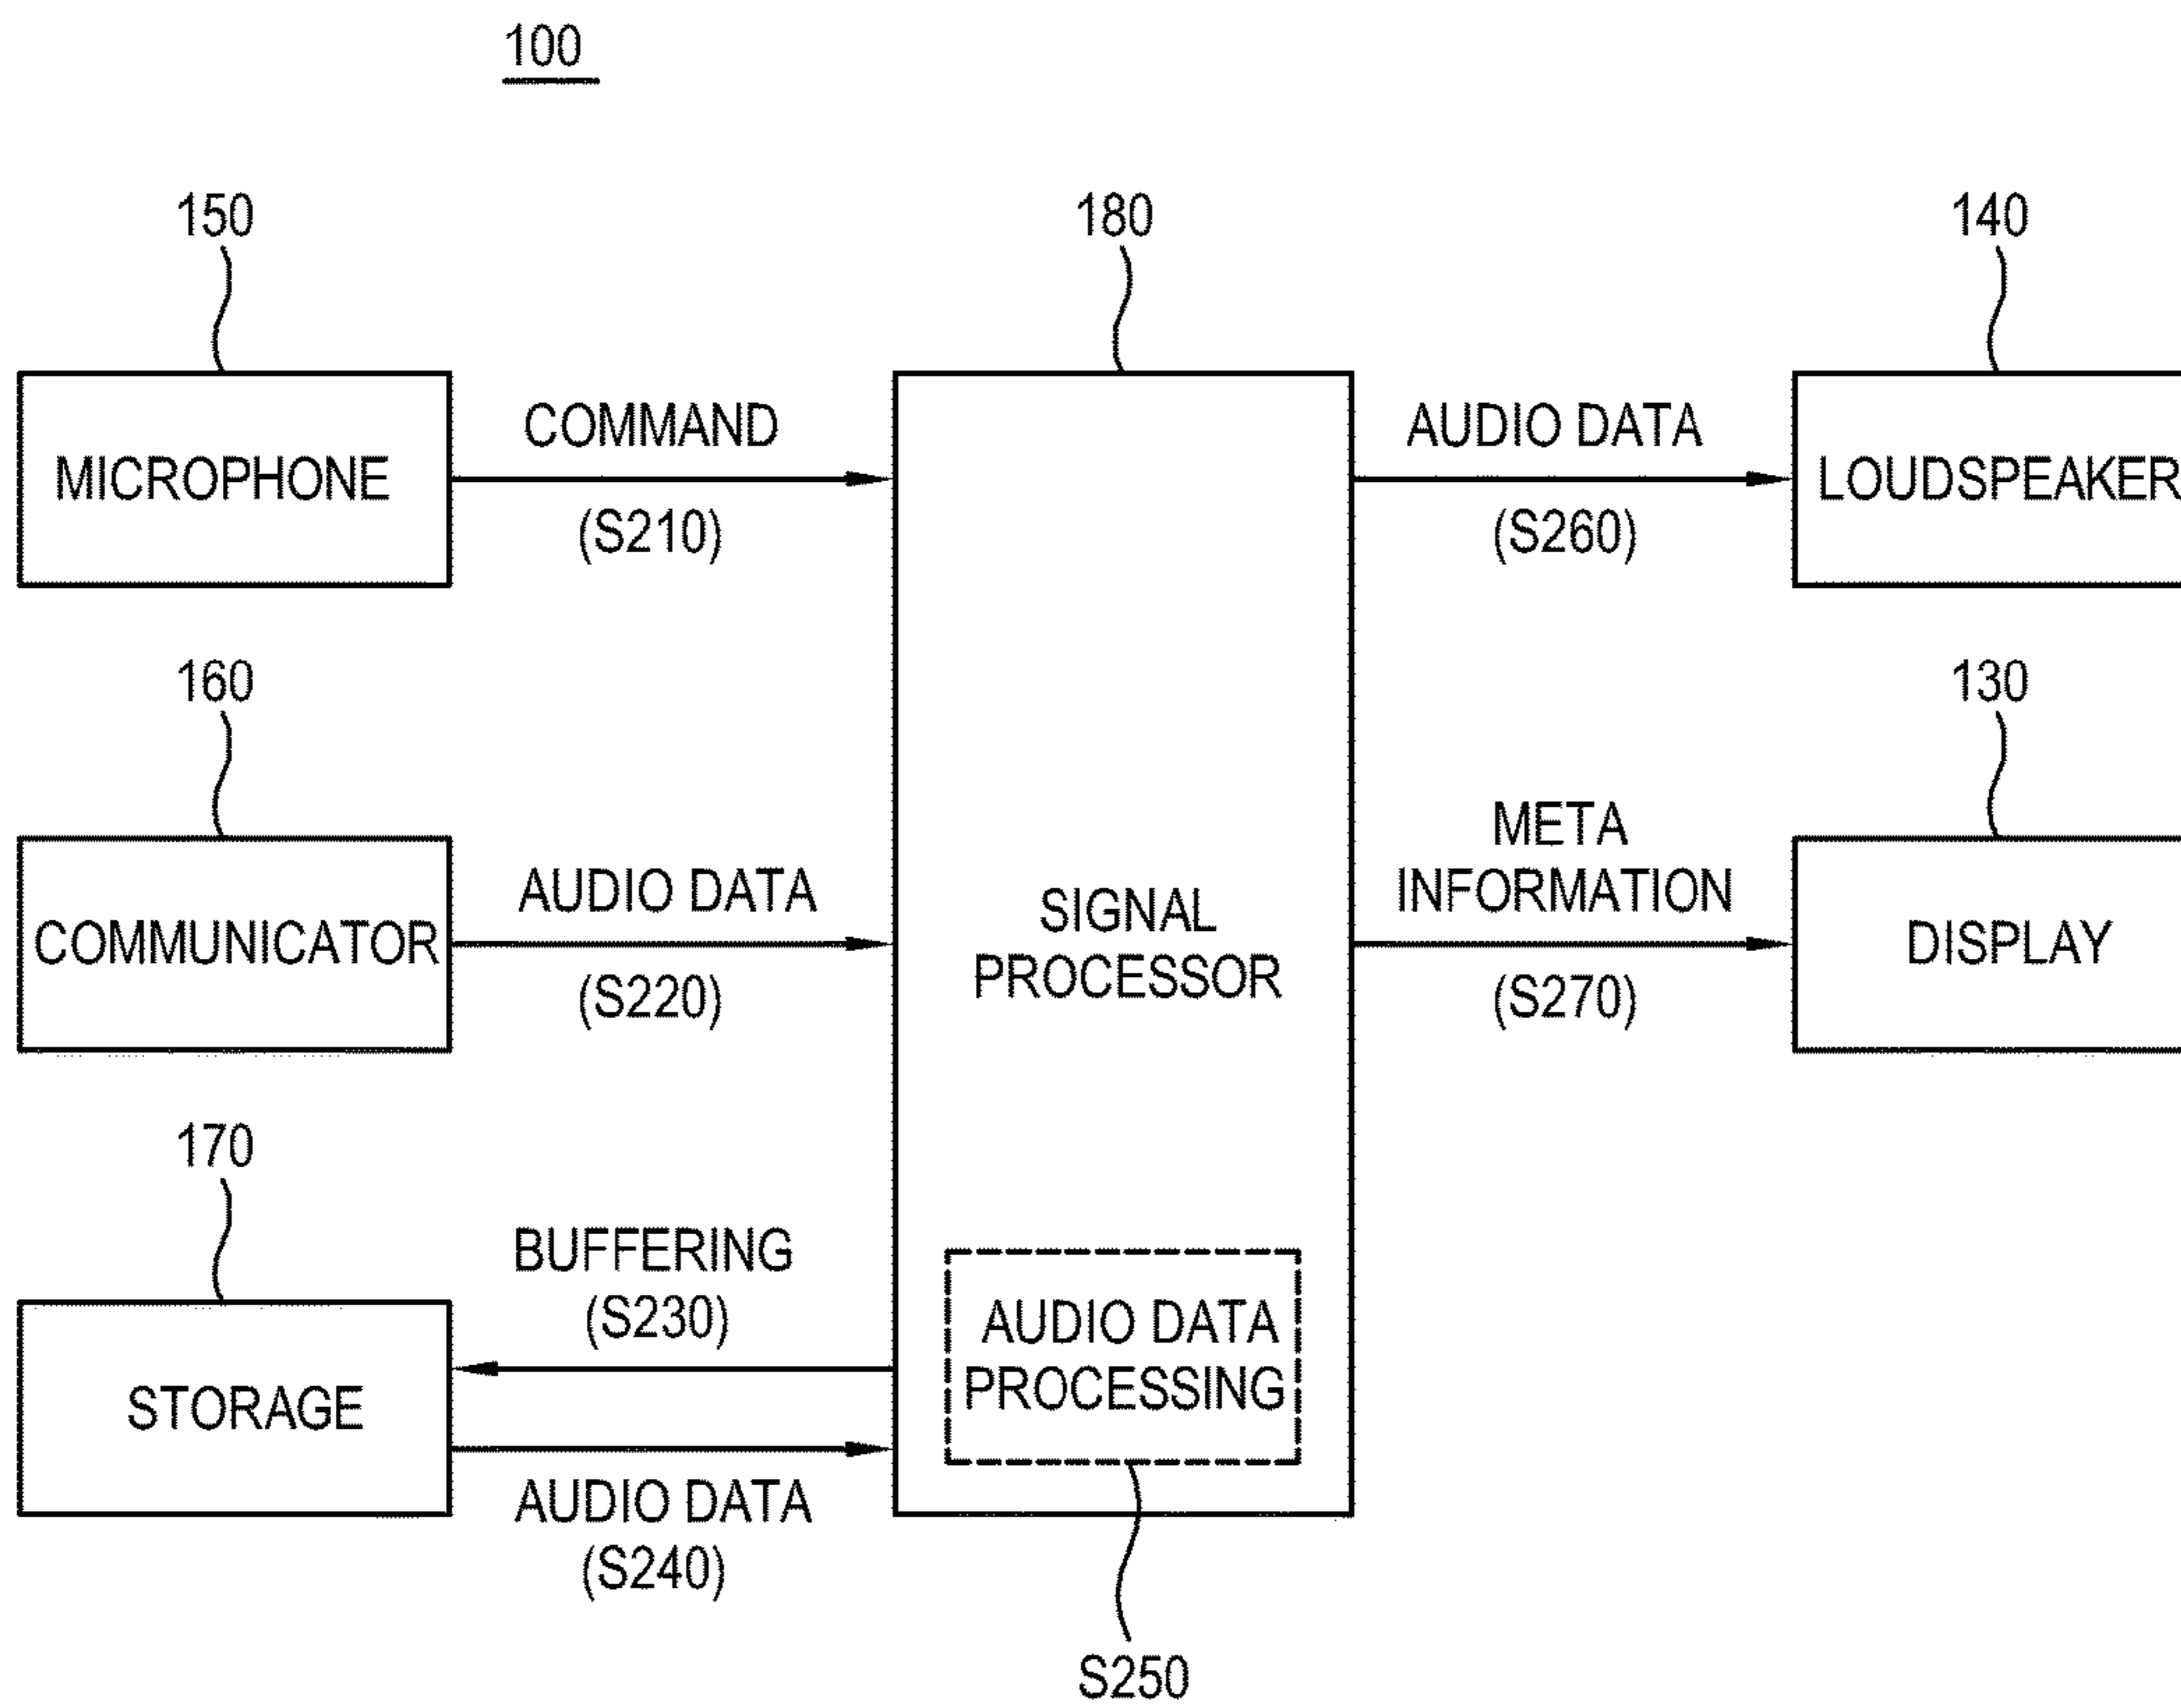 100
150
180
140
MICROPHONE
COMMAND
(S210)
AUDIO DATA
(S260)
LOUDSPEAKER
160
130
COMMUNICATOR
AUDIO DATA
(S220)
SIGNAL
PROCESSOR
META
INFORMATION
(S270)
DISPLAY
170
STORAGE
BUFFERING
(S230)
AUDIO DATA
(S240)
AUDIO DATA
PROCESSING
S250